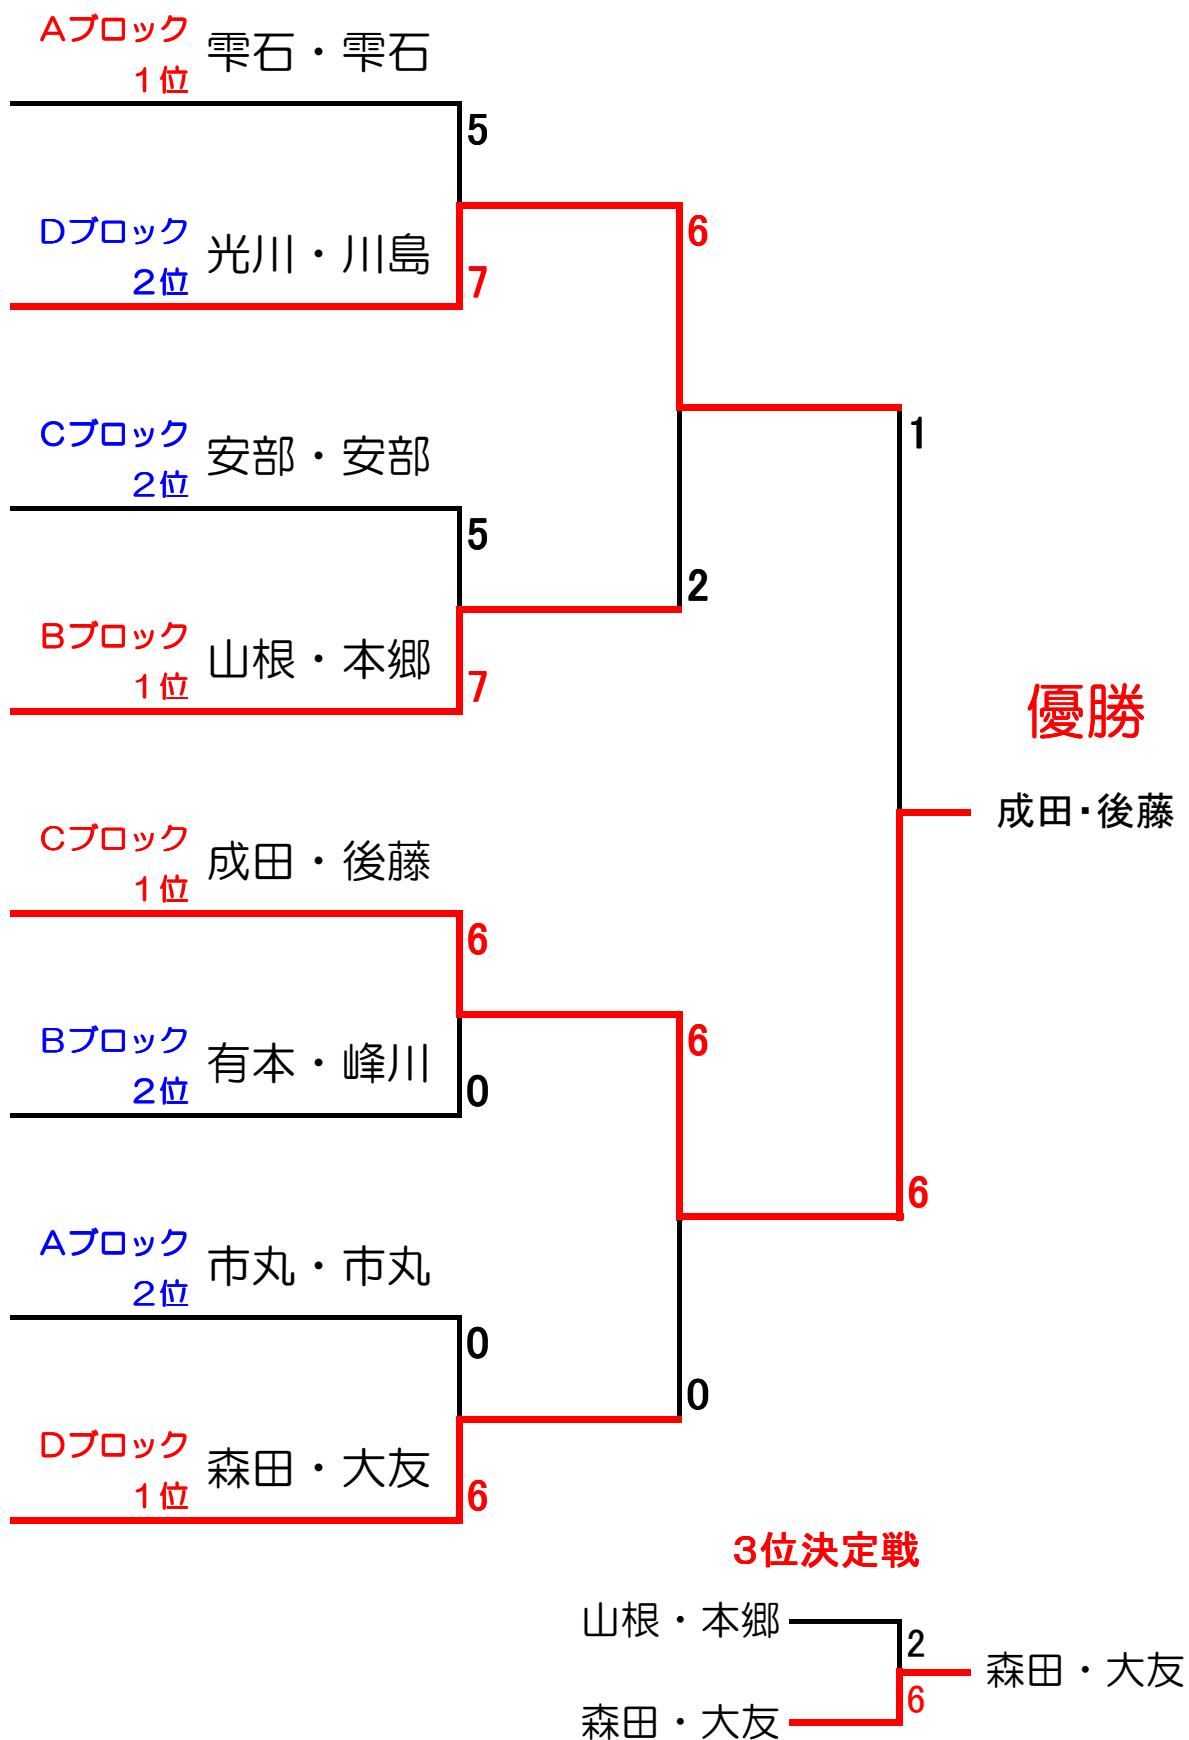 Aブロック
1位
雫石・雫石
5
Dブロック
2位
光川・川島
7
6
Cブロック
2位
安部・安部
5
1
Bブロック
1位
山根・本郷
7
2
優勝
成田・後藤
Cブロック
1位
成田・後藤
6
Bブロック
2位
有本・峰川
0
6
Aブロック
2位
市丸・市丸
0
6
Dブロック
1位
森田・大友
6
0
3位決定戦
山根・本郷
2
森田・大友
6
森田・大友